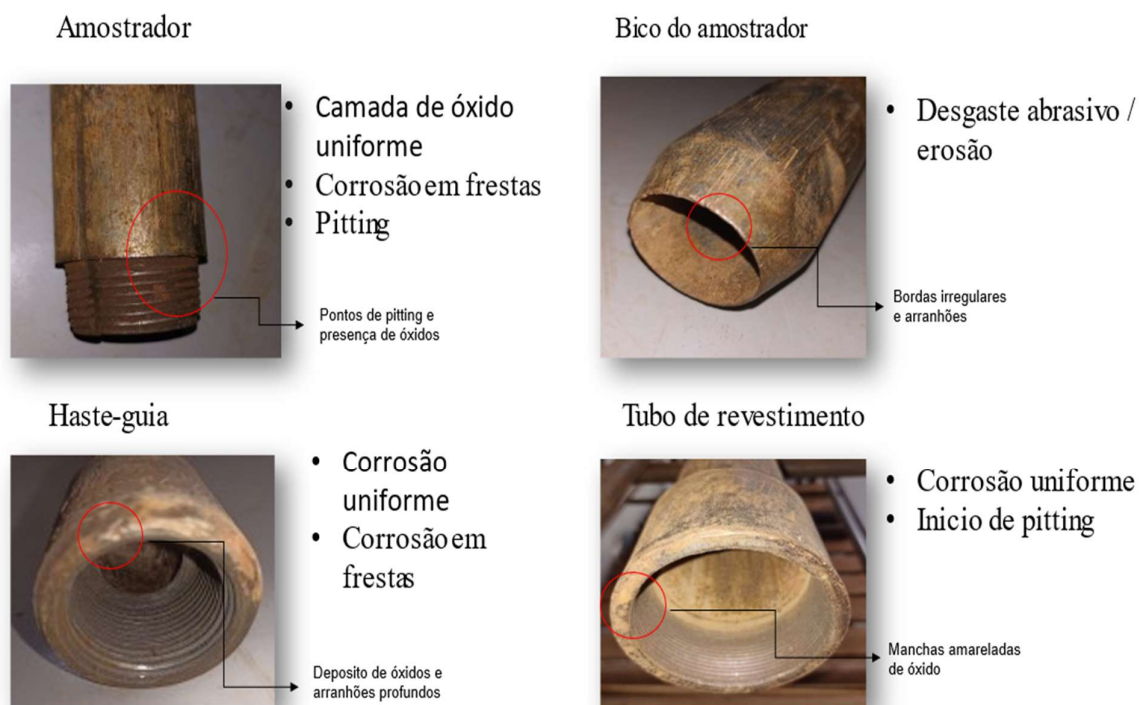 Amostrador
Camada de óxido
uniforme
Corrosão em frestas
Pitting
Pontos de pitting e
presença de óxidos
Bico do amostrador
Desgaste abrasivo /
erosão
Bordas irregulares
e arranhões
Haste-guia
Corrosão
uniforme
Corrosão em
frestas
Deposito de óxidos e
arranhões profundos
Tubo de revestimento
Corrosão uniforme
Inicio de pitting
Manchas amareladas
de óxido